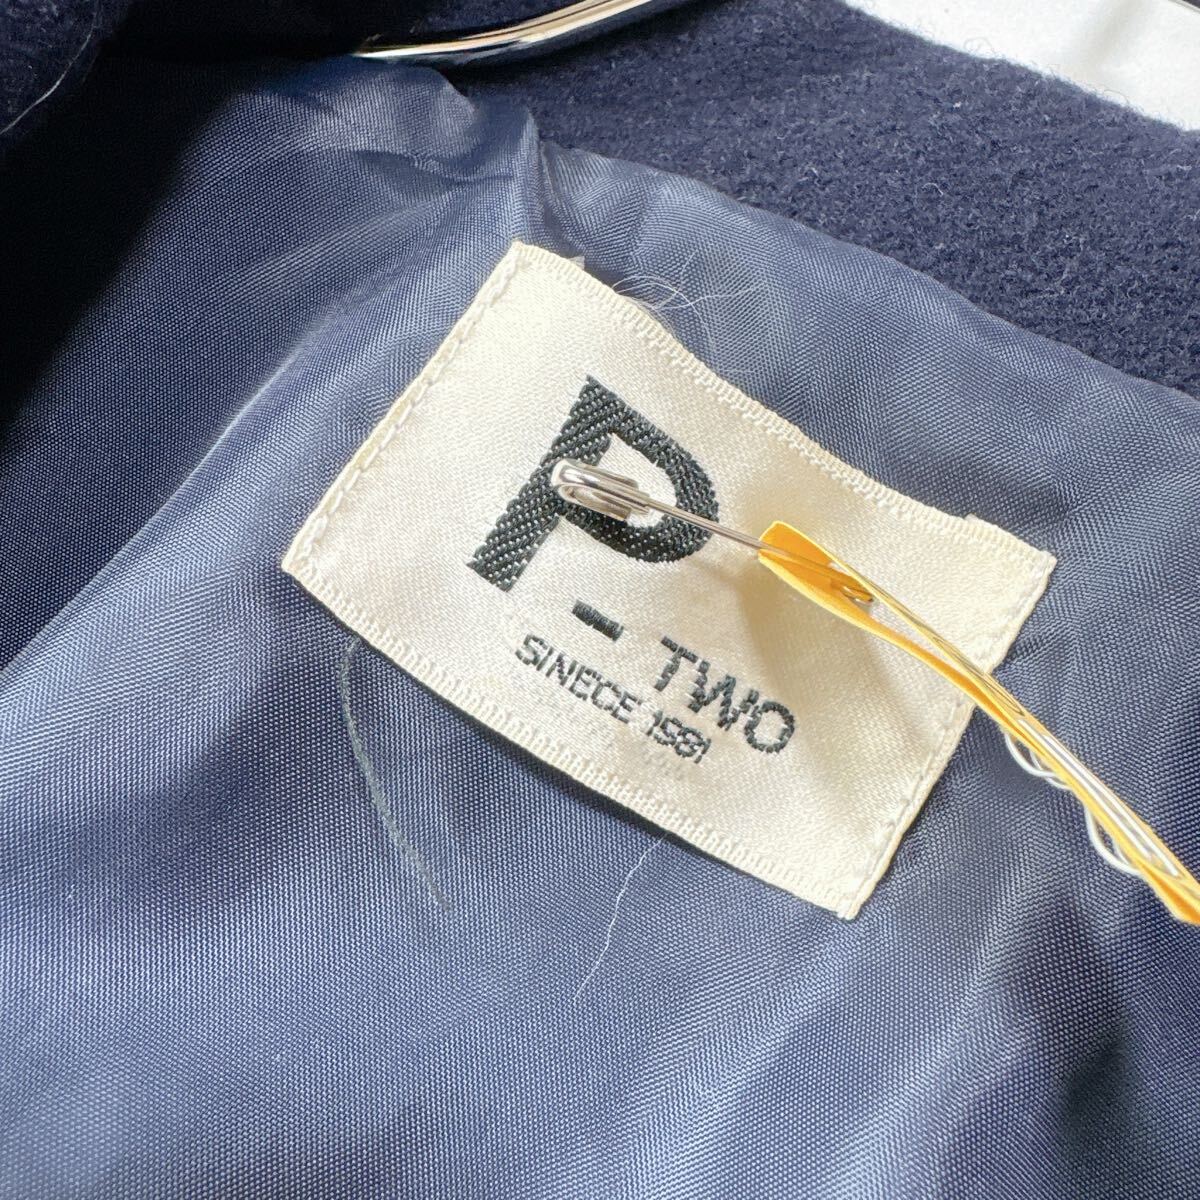 P
- TWO
SINECE 1981